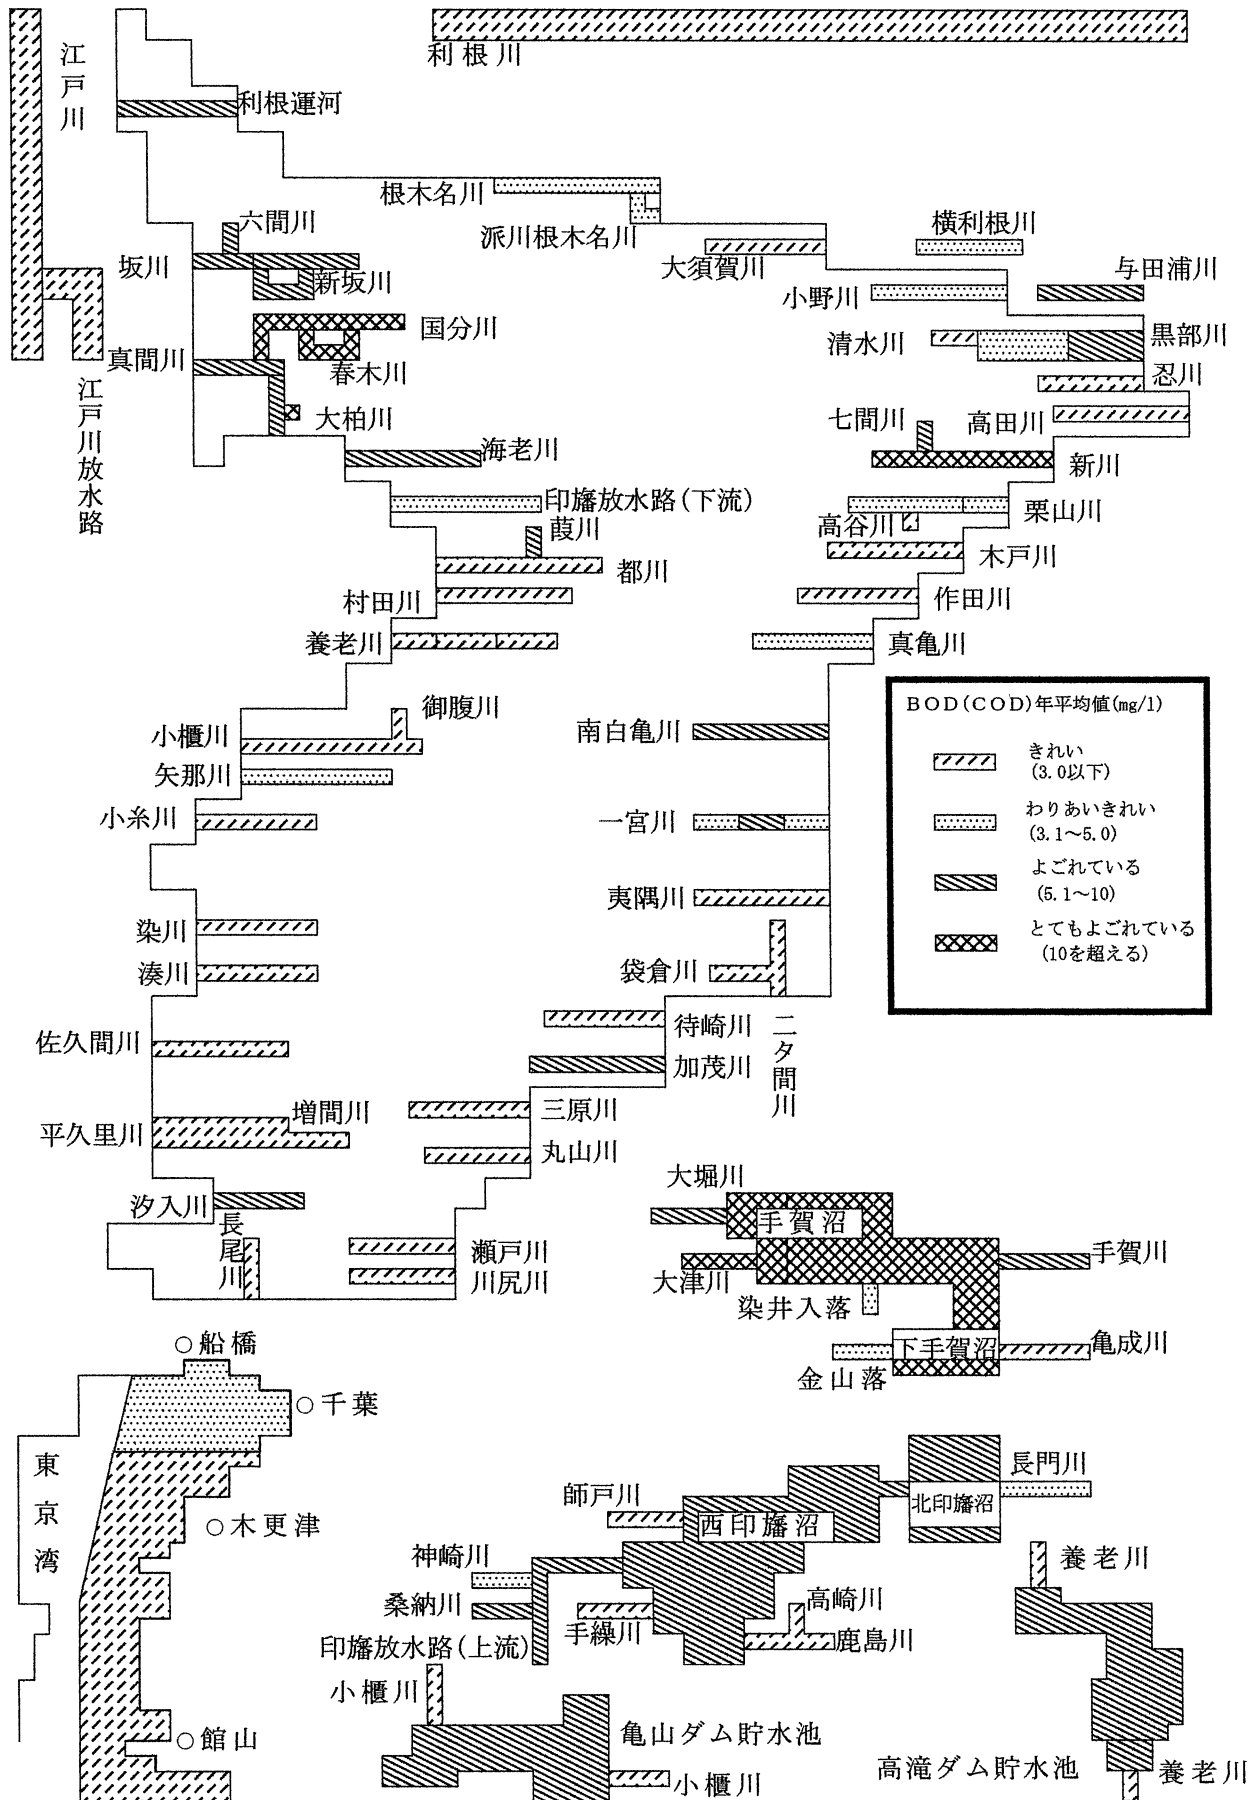 利根川
江戸川
利根運河
根木名川
派川根木名川
六間川
坂川
新坂川
大須賀川
横利根川
小野川
与田浦川
国分川
清水川
黒部川
真間川
春木川
忍川
江戸川放水路
大柏川
七間川
高田川
海老川
新川
印旛放水路(下流)
栗山川
高谷川
葭川
木戸川
都川
村田川
作田川
養老川
真亀川
御腹川
小櫃川
南白亀川
矢那川
小糸川
一宮川
夷隅川
染川
湊川
袋倉川
待崎川
二タ間川
佐久間川
加茂川
増間川
平久里川
三原川
丸山川
汐入川
長尾川
瀬戸川
川尻川
BOD(COD)年平均値(mg/l)
きれい
(3.0以下)
わりあいきれい
(3.1~5.0)
よごれている
(5.1~10)
とてもよごれている
(10を超える)
大堀川
手賀沼
大津川
手賀川
染井入落
下手賀沼
亀成川
金山落
○船橋
○千葉
東京湾
○木更津
○館山
師戸川
西印旛沼
長門川
北印旛沼
神崎川
桑納川
印旛放水路(上流)
手繰川
高崎川
鹿島川
養老川
小櫃川
亀山ダム貯水池
小櫃川
高滝ダム貯水池
養老川